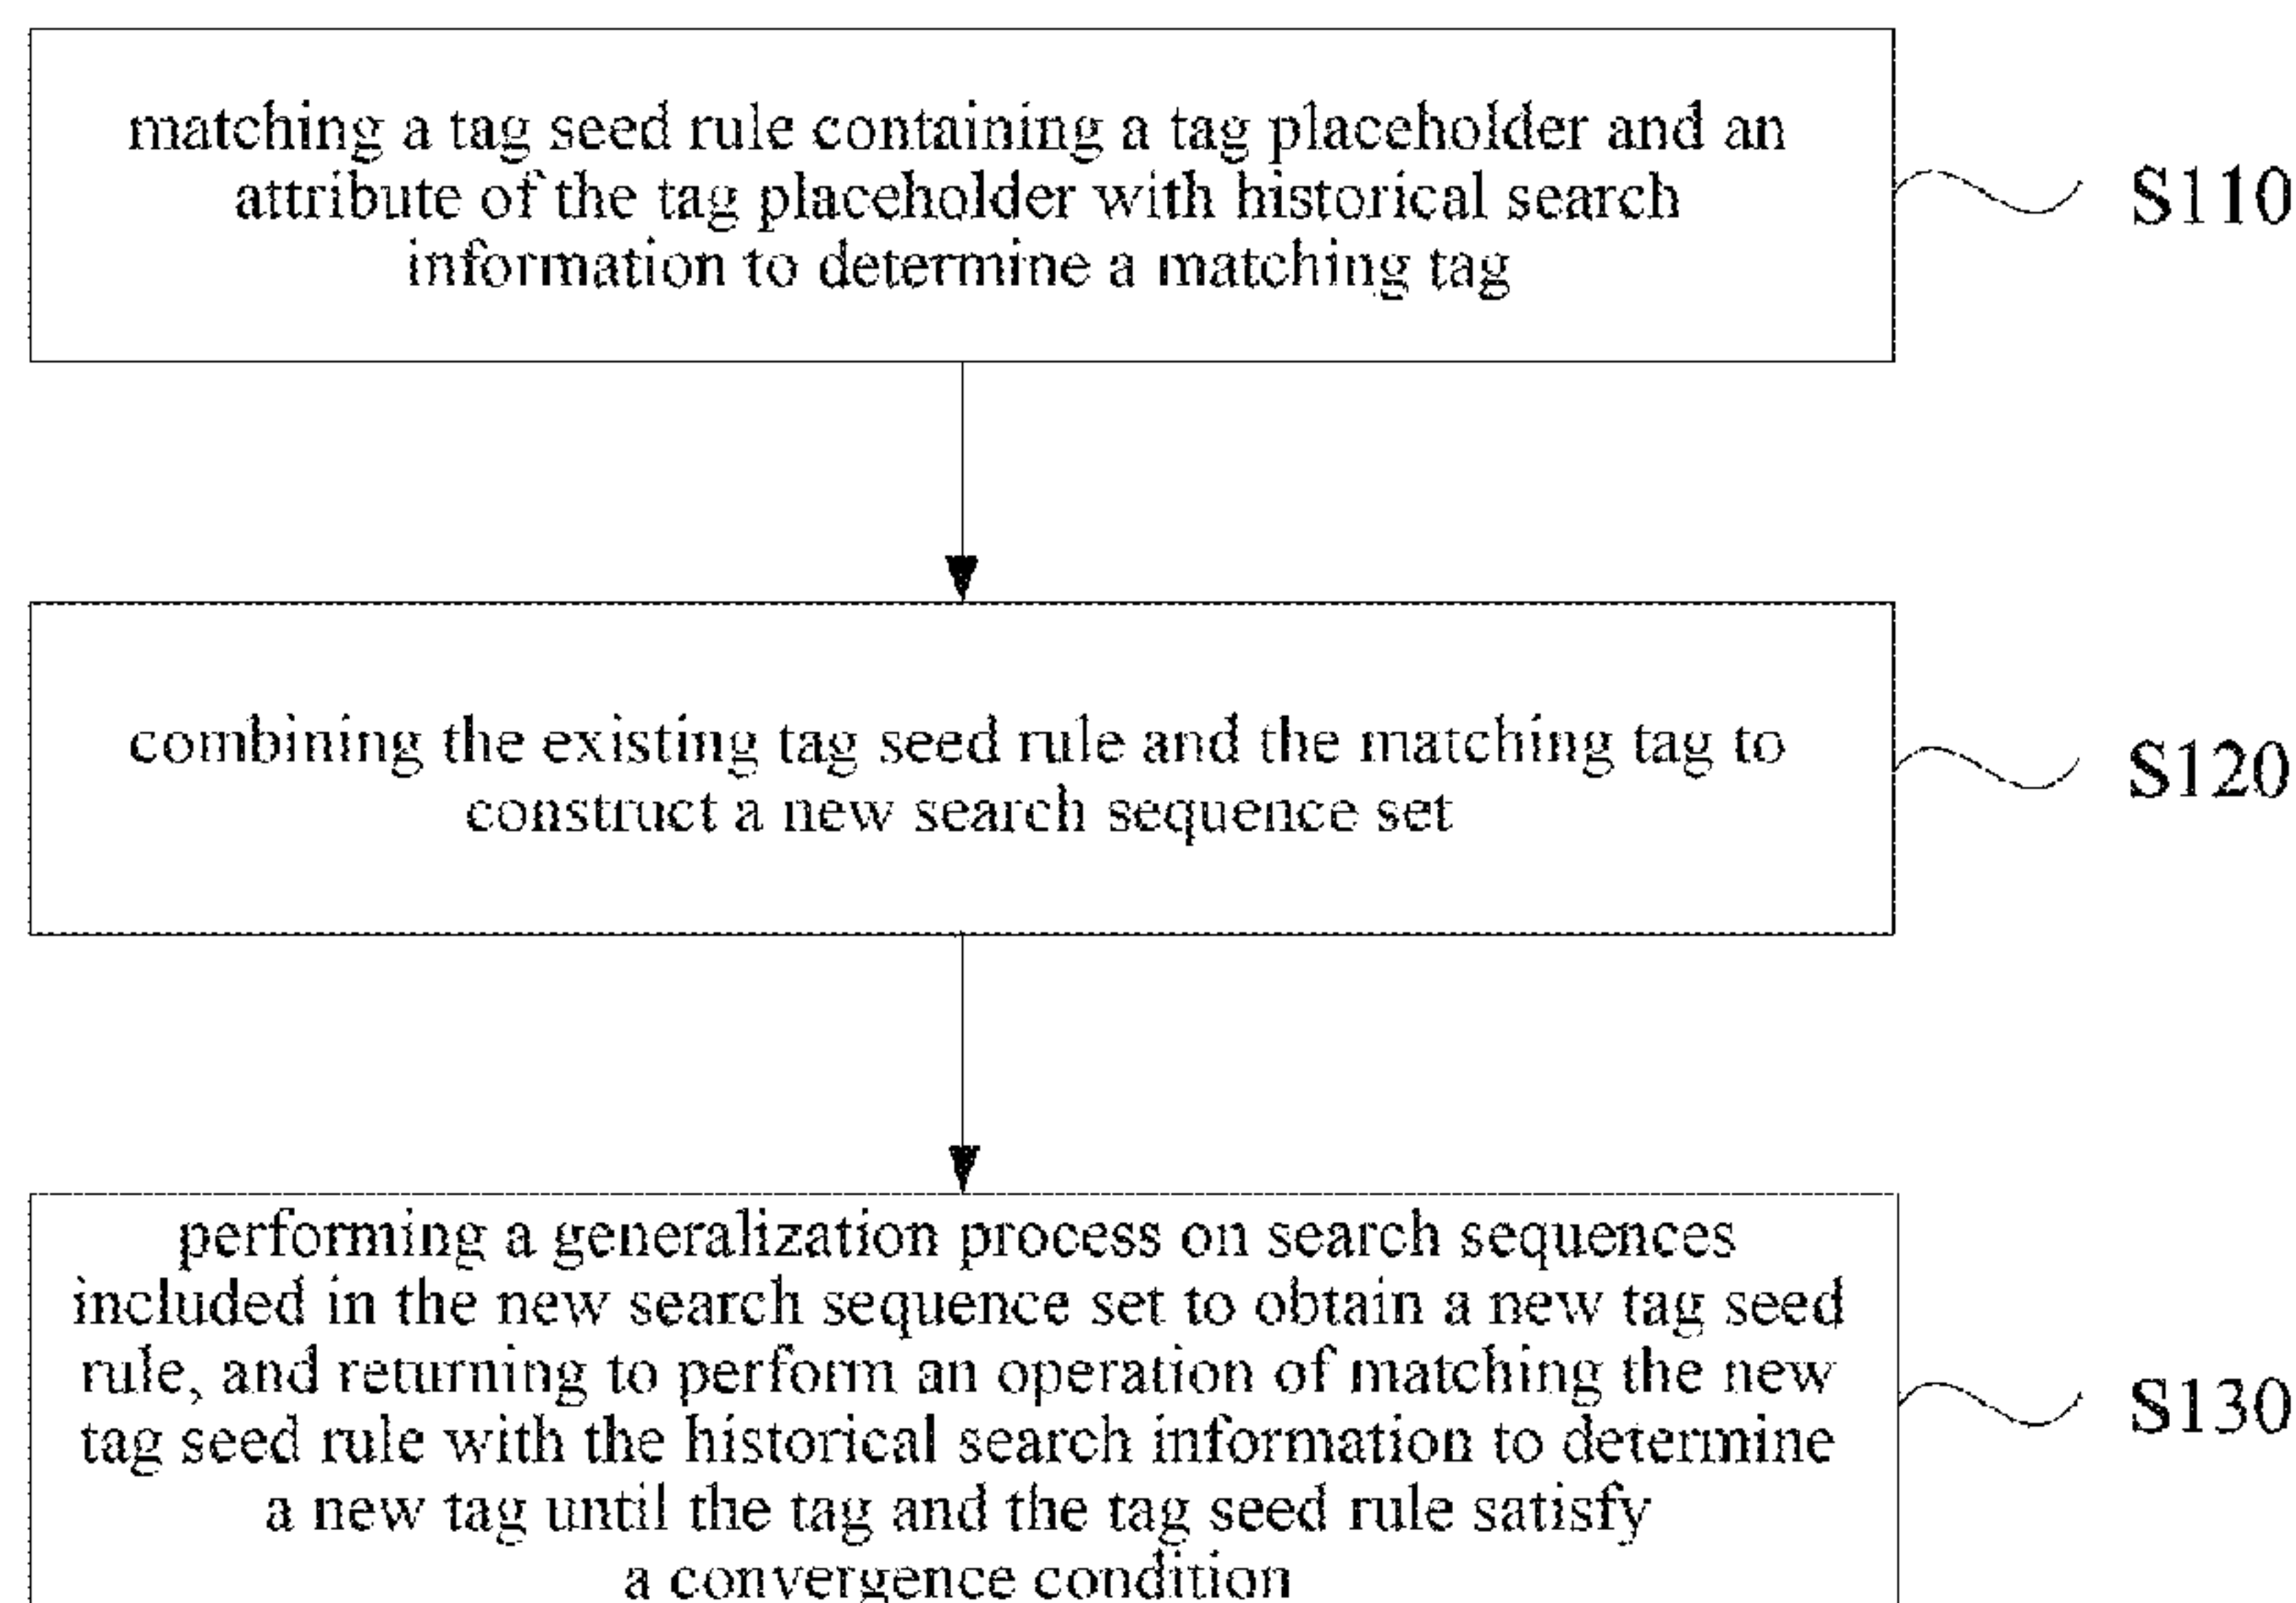 matching a tag seed rule containing a tag placeholder and an
attribute of the tag placeholder with historical search
information to determine a matching tag
S110
combining the existing tag seed rule and the matching tag to
construct a new search sequence set
S120
performing a generalization process on search sequences
included in the new search sequence set to obtain a new tag seed
rule, and returning to perform an operation of matching the new
tag seed rule with the historical search information to determine
a new tag until the tag and the tag seed rule satisfy
a convergence condition
S130